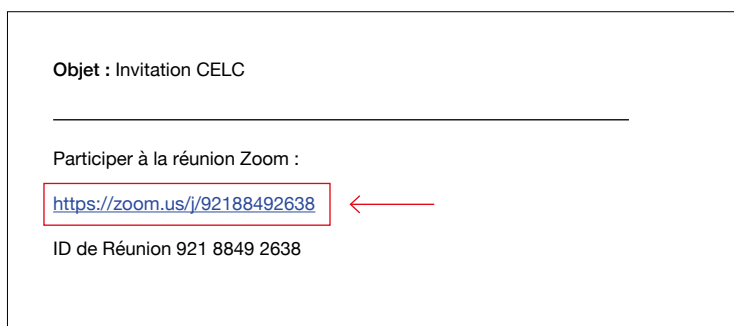 Objet : Invitation CELC
Participer à la réunion Zoom :
https://zoom.us/j/92188492638
ID de Réunion 921 8849 2638